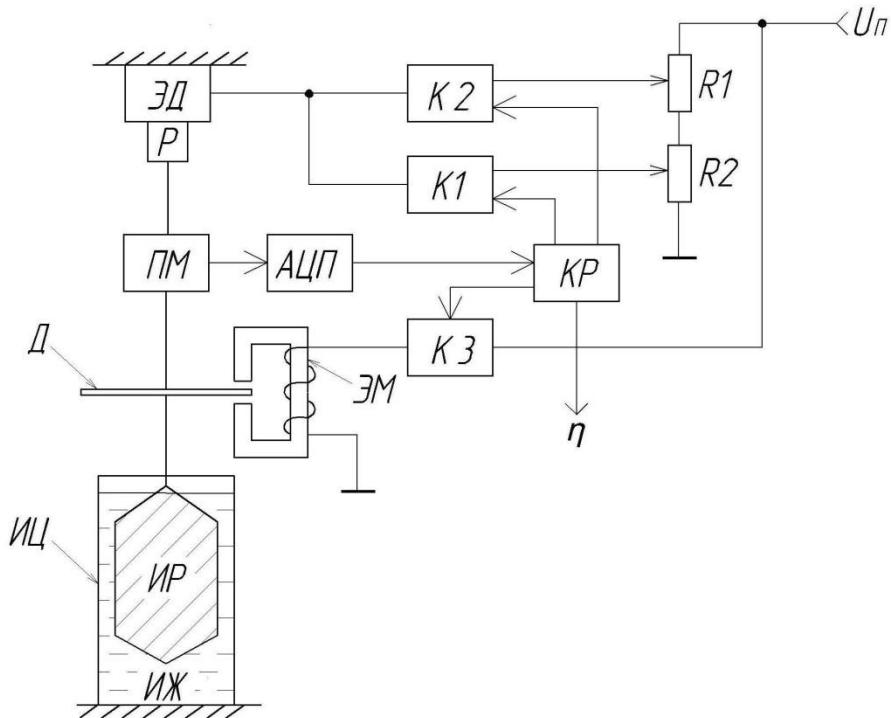 Uп
ЭД
К2
R1
Р
К1
R2
ПМ
АЦП
КР
Д
К3
ЭМ
η
ИЦ
ИР
ИЖ